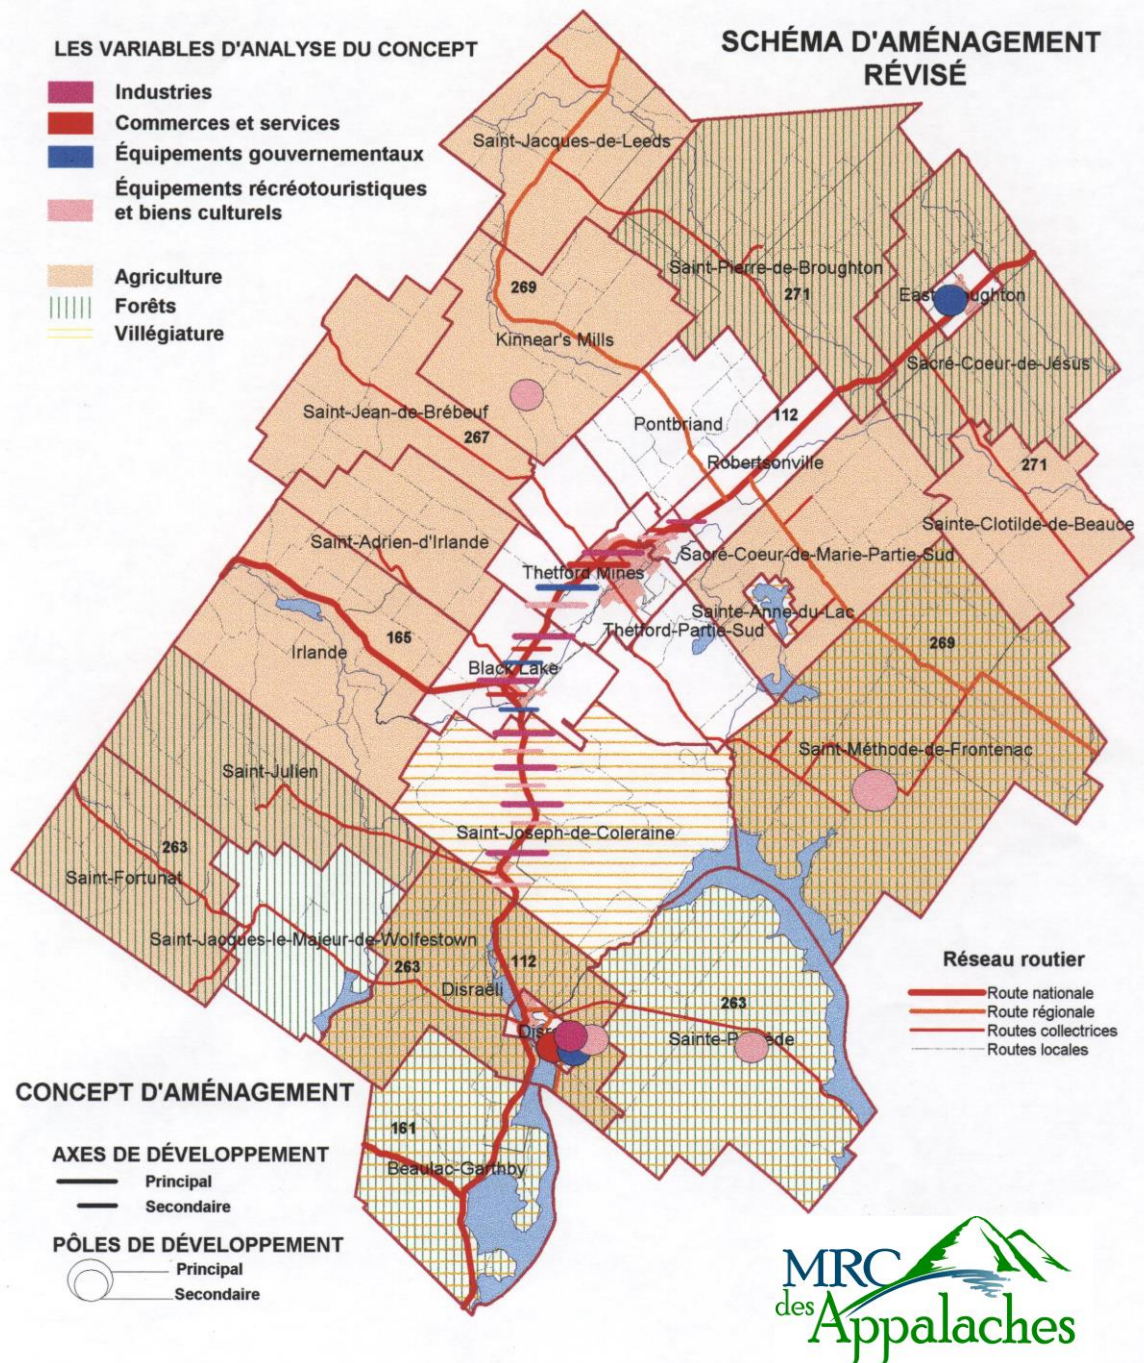 LES VARIABLES D'ANALYSE DU CONCEPT
Industries
Commerces et services
Équipements gouvernementaux
Équipements récréotouristiques
et biens culturels
Agriculture
Forêts
Villégiature
SCHÉMA D'AMÉNAGEMENT
RÉVISÉ
Saint-Jacques-de-Leeds
Saint-Pierre-de-Broughton
271
269
Kinnear's Mills
Sacré-Coeur-de-Jésus
Saint-Jean-de-Brébeuf
267
Pontbriand
112
Robertsonville
271
Sainte-Clotilde-de-Beauce
Saint-Adrien-d'Irlande
Sacré-Coeur-de-Marie-Partie-Sud
Thetford Mines
Sainte-Anne-du-Lac
Thetford-Partie-Sud
165
Irlande
269
Black Lake
Saint-Méthode-de-Frontenac
Saint-Julien
Saint-Joseph-de-Coleraine
263
Saint-Fortunat
Saint-Jacques-le-Majeur-de-Wolfestown
263
112
Disraëli
263
161
Beaulac-Garthby
Réseau routier
Route nationale
Route régionale
Routes collectrices
Routes locales
CONCEPT D'AMÉNAGEMENT
AXES DE DÉVELOPPEMENT
Principal
Secondaire
PÔLES DE DÉVELOPPEMENT
Principal
Secondaire
MRC
des
Appalaches